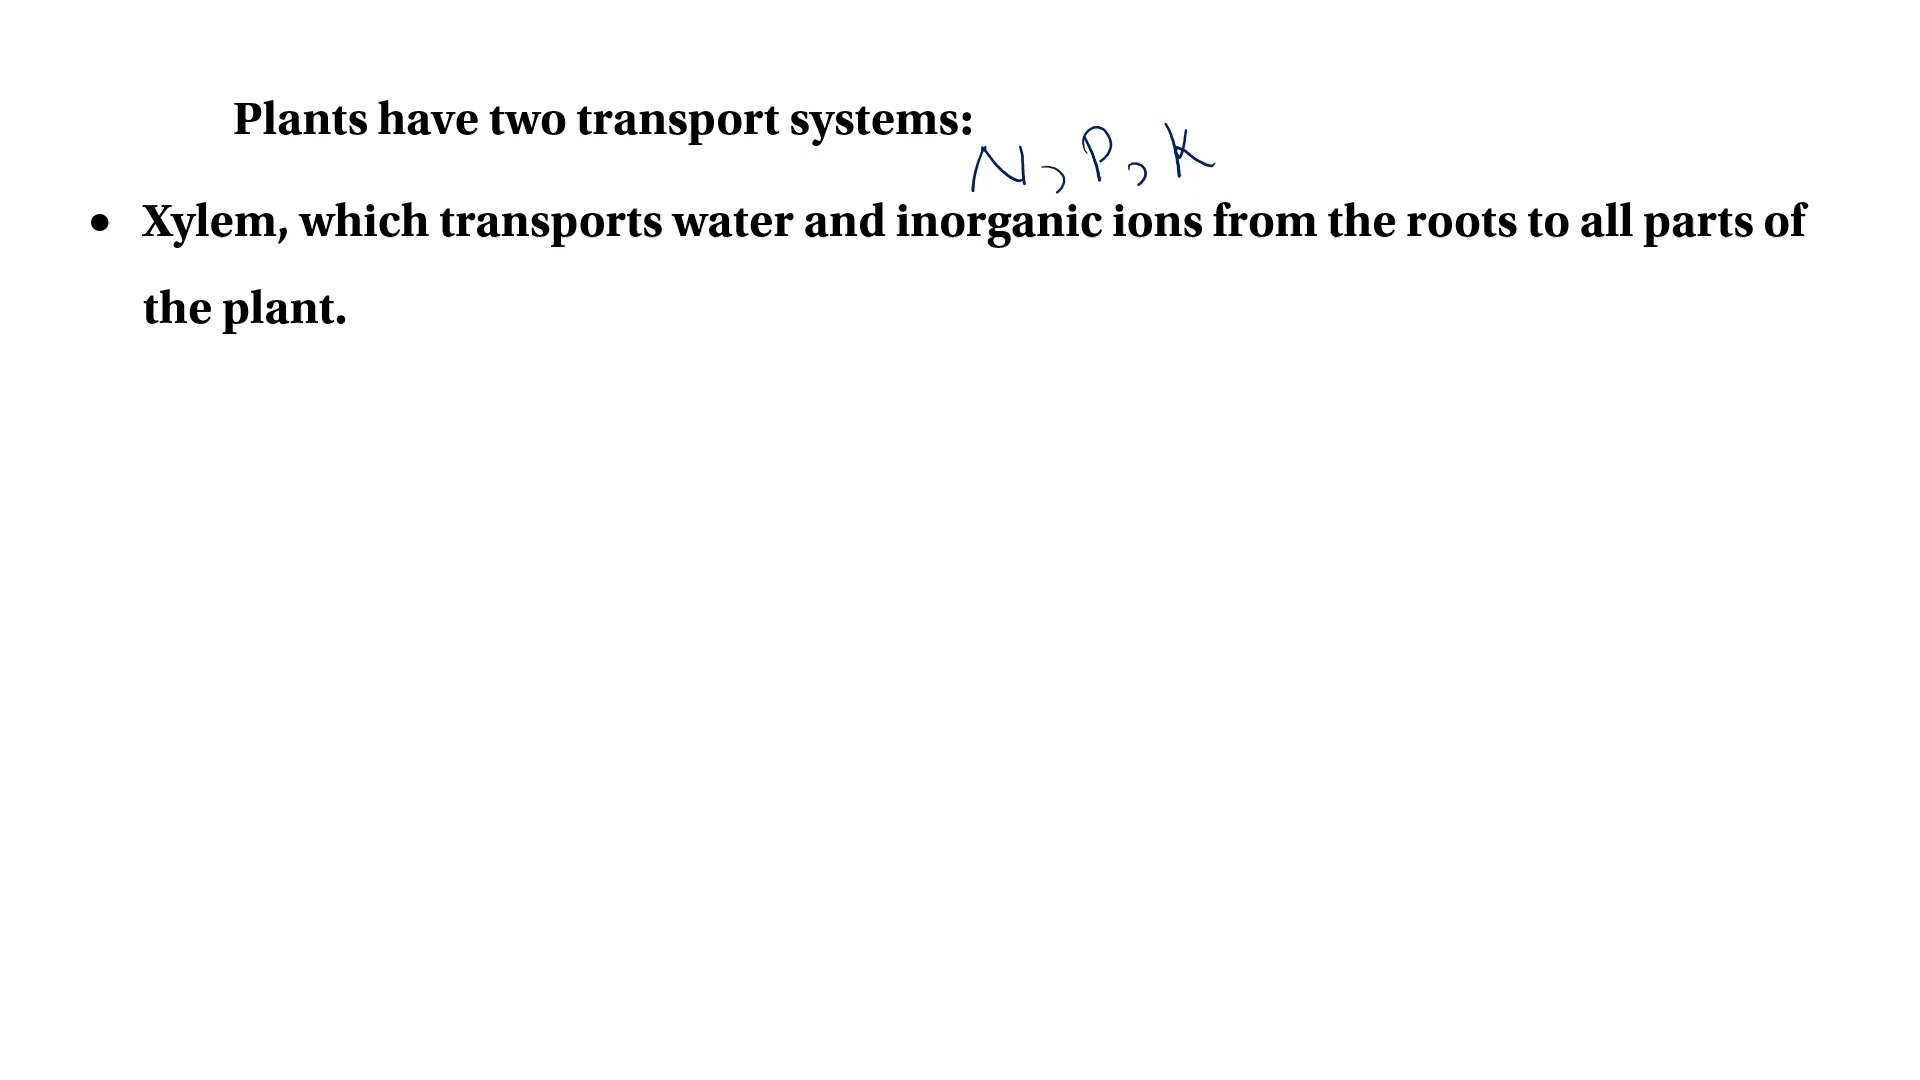 Plants have two transport systems:
N, P, K
• Xylem, which transports water and inorganic ions from the roots to all parts of
the plant.